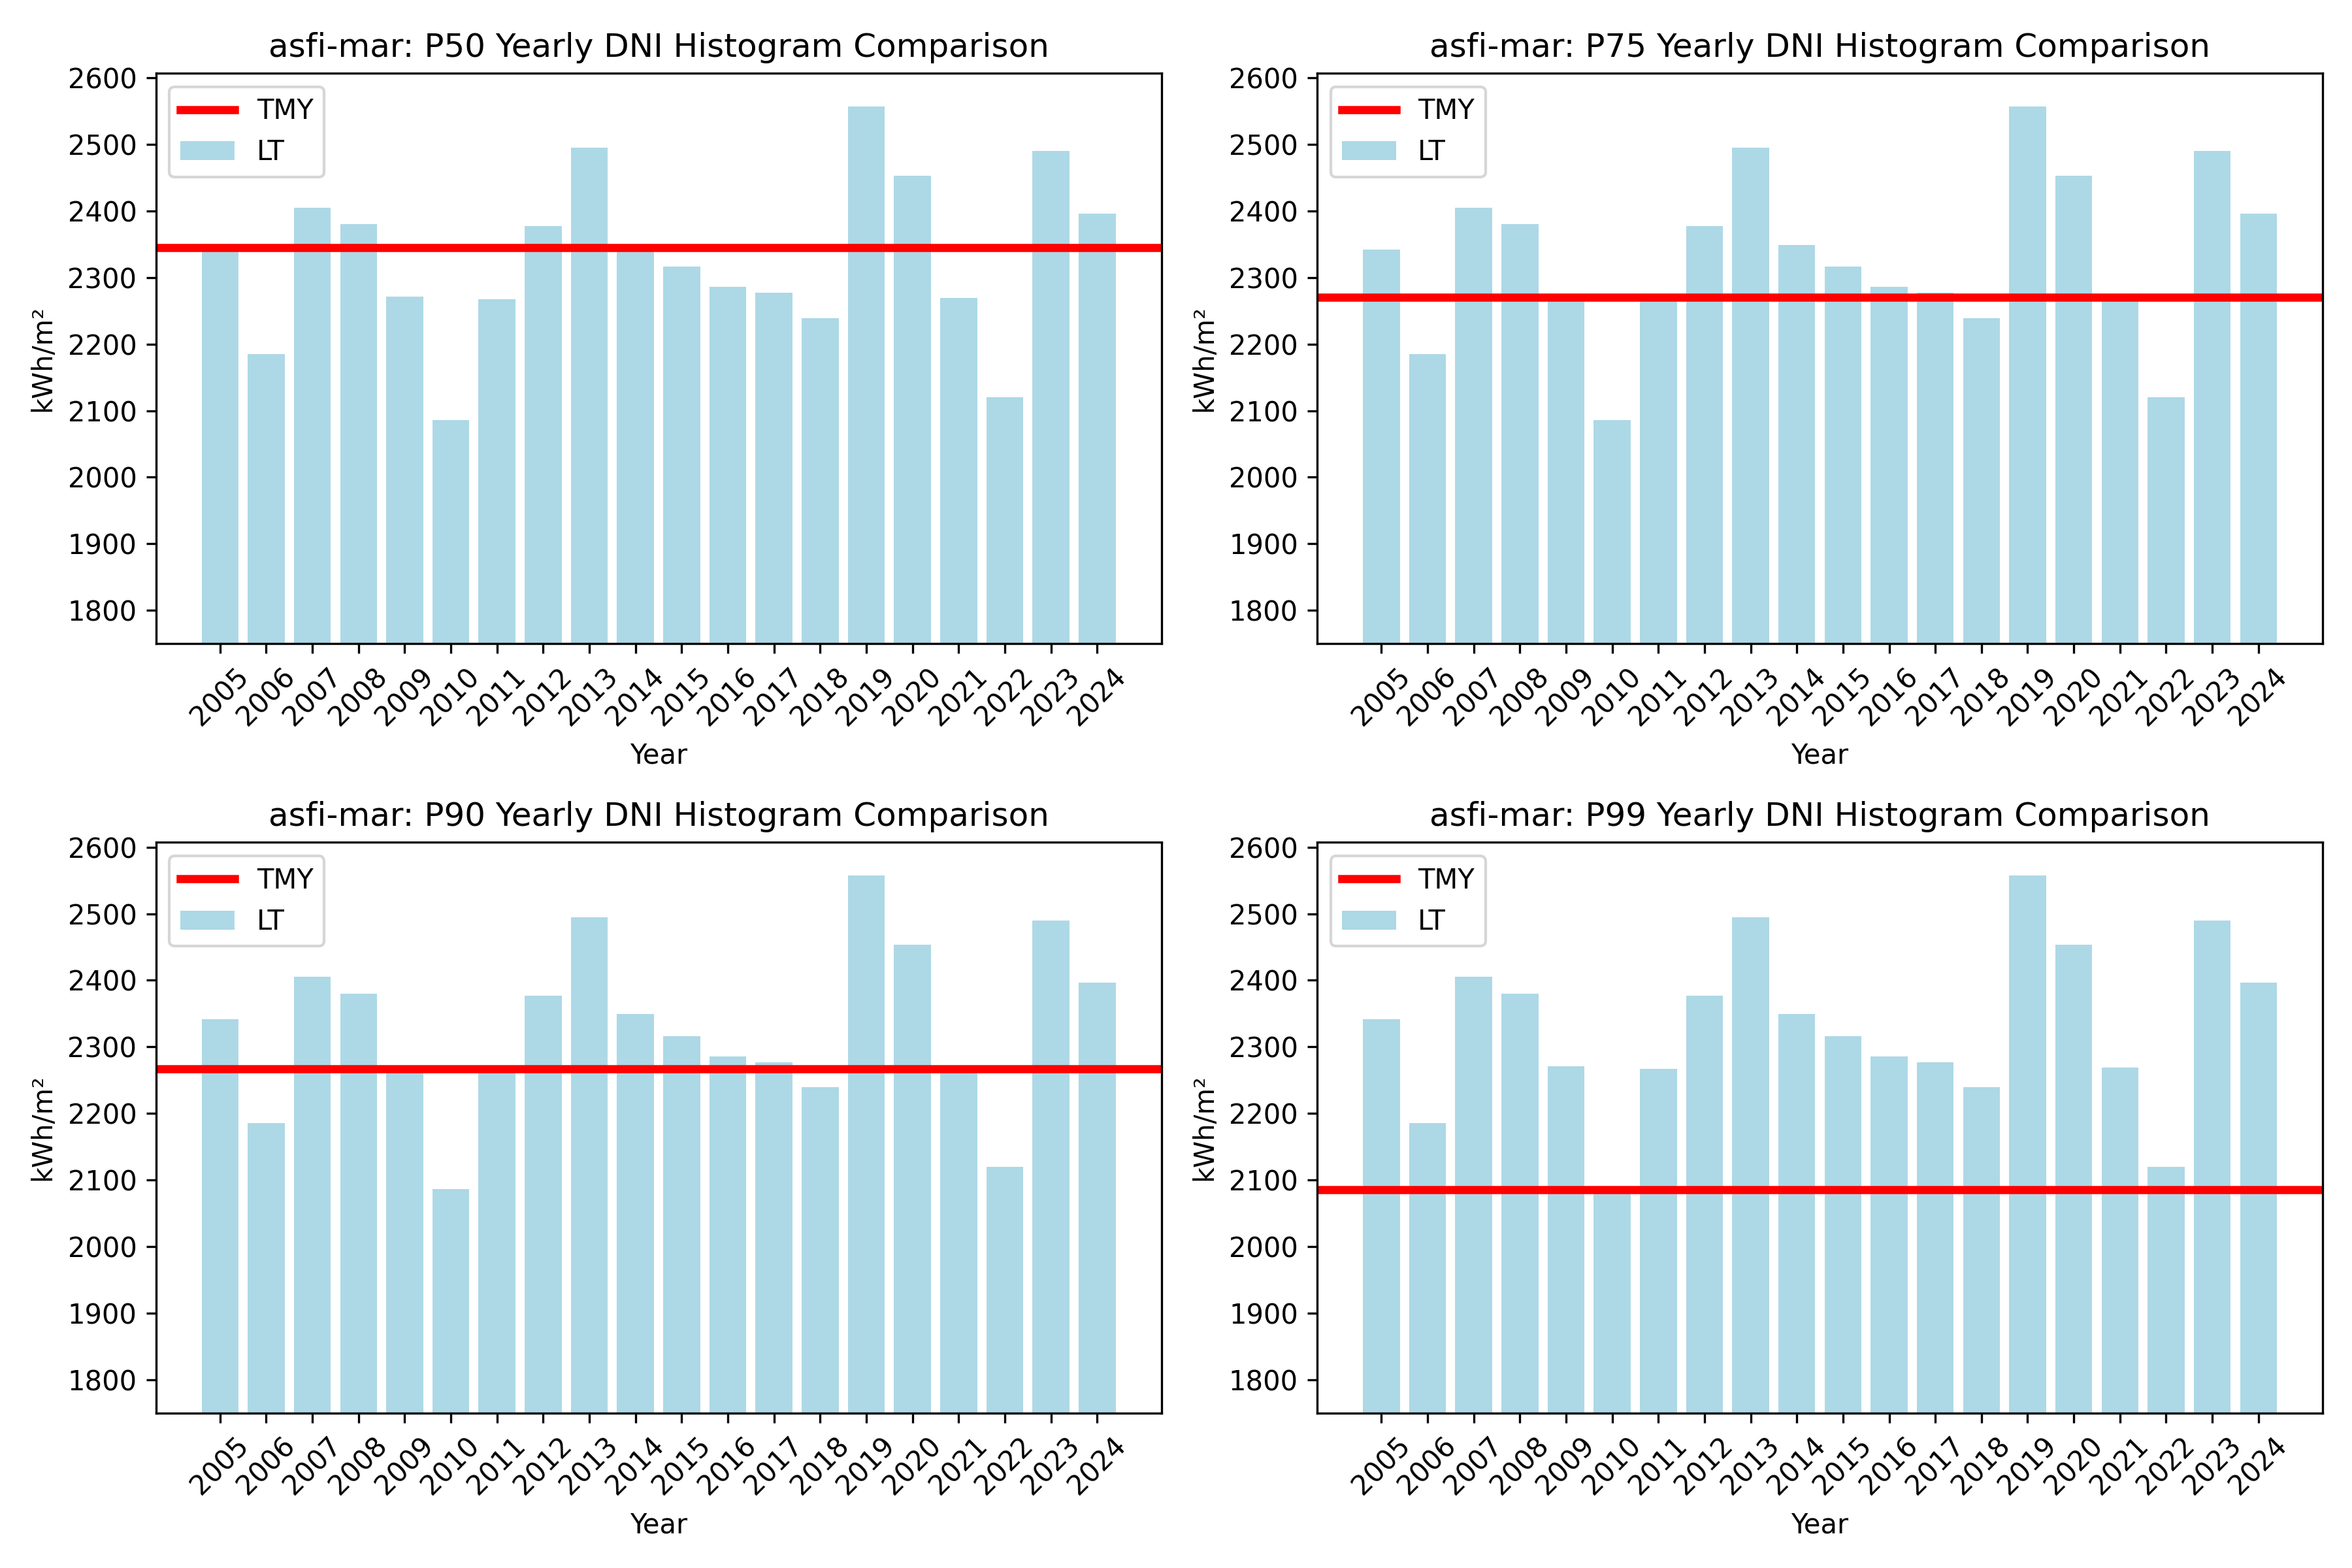 asfi-mar: P50 Yearly DNI Histogram Comparison
TMY
LT
2600
2500
2400
2300
2200
2100
2000
1900
1800
kWh/m²
2005 2006 2007 2008 2009 2010 2011 2012 2013 2014 2015 2016 2017 2018 2019 2020 2021 2022 2023 2024
Year
asfi-mar: P75 Yearly DNI Histogram Comparison
TMY
LT
2600
2500
2400
2300
2200
2100
2000
1900
1800
kWh/m²
2005 2006 2007 2008 2009 2010 2011 2012 2013 2014 2015 2016 2017 2018 2019 2020 2021 2022 2023 2024
Year
asfi-mar: P90 Yearly DNI Histogram Comparison
TMY
LT
2600
2500
2400
2300
2200
2100
2000
1900
1800
kWh/m²
2005 2006 2007 2008 2009 2010 2011 2012 2013 2014 2015 2016 2017 2018 2019 2020 2021 2022 2023 2024
Year
asfi-mar: P99 Yearly DNI Histogram Comparison
TMY
LT
2600
2500
2400
2300
2200
2100
2000
1900
1800
kWh/m²
2005 2006 2007 2008 2009 2010 2011 2012 2013 2014 2015 2016 2017 2018 2019 2020 2021 2022 2023 2024
Year